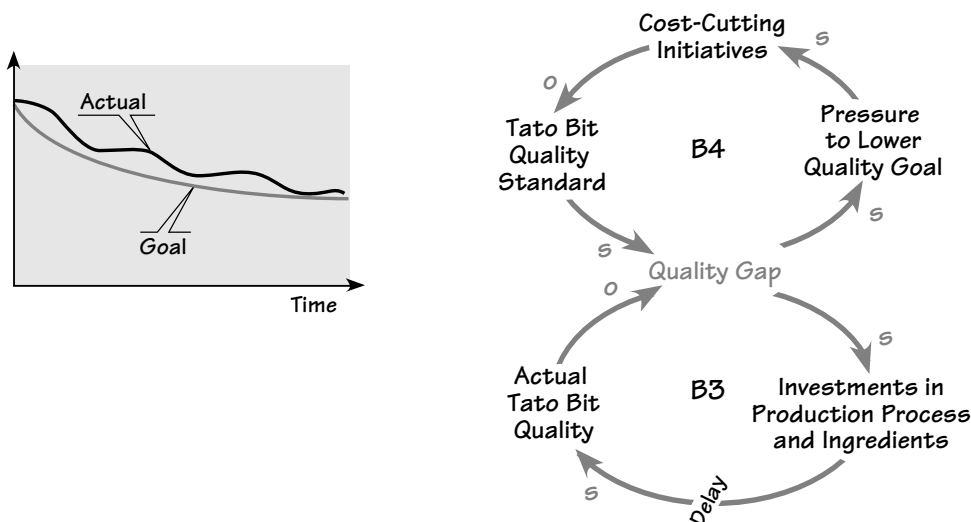 Actual
Goal
Time
Cost-Cutting
Initiatives
S
O
Tato Bit
Quality
Standard
B4
Pressure
to Lower
Quality Goal
S
S
Quality Gap
O
S
Actual
Tato Bit
Quality
B3
Investments in
Production Process
and Ingredients
S
Delay